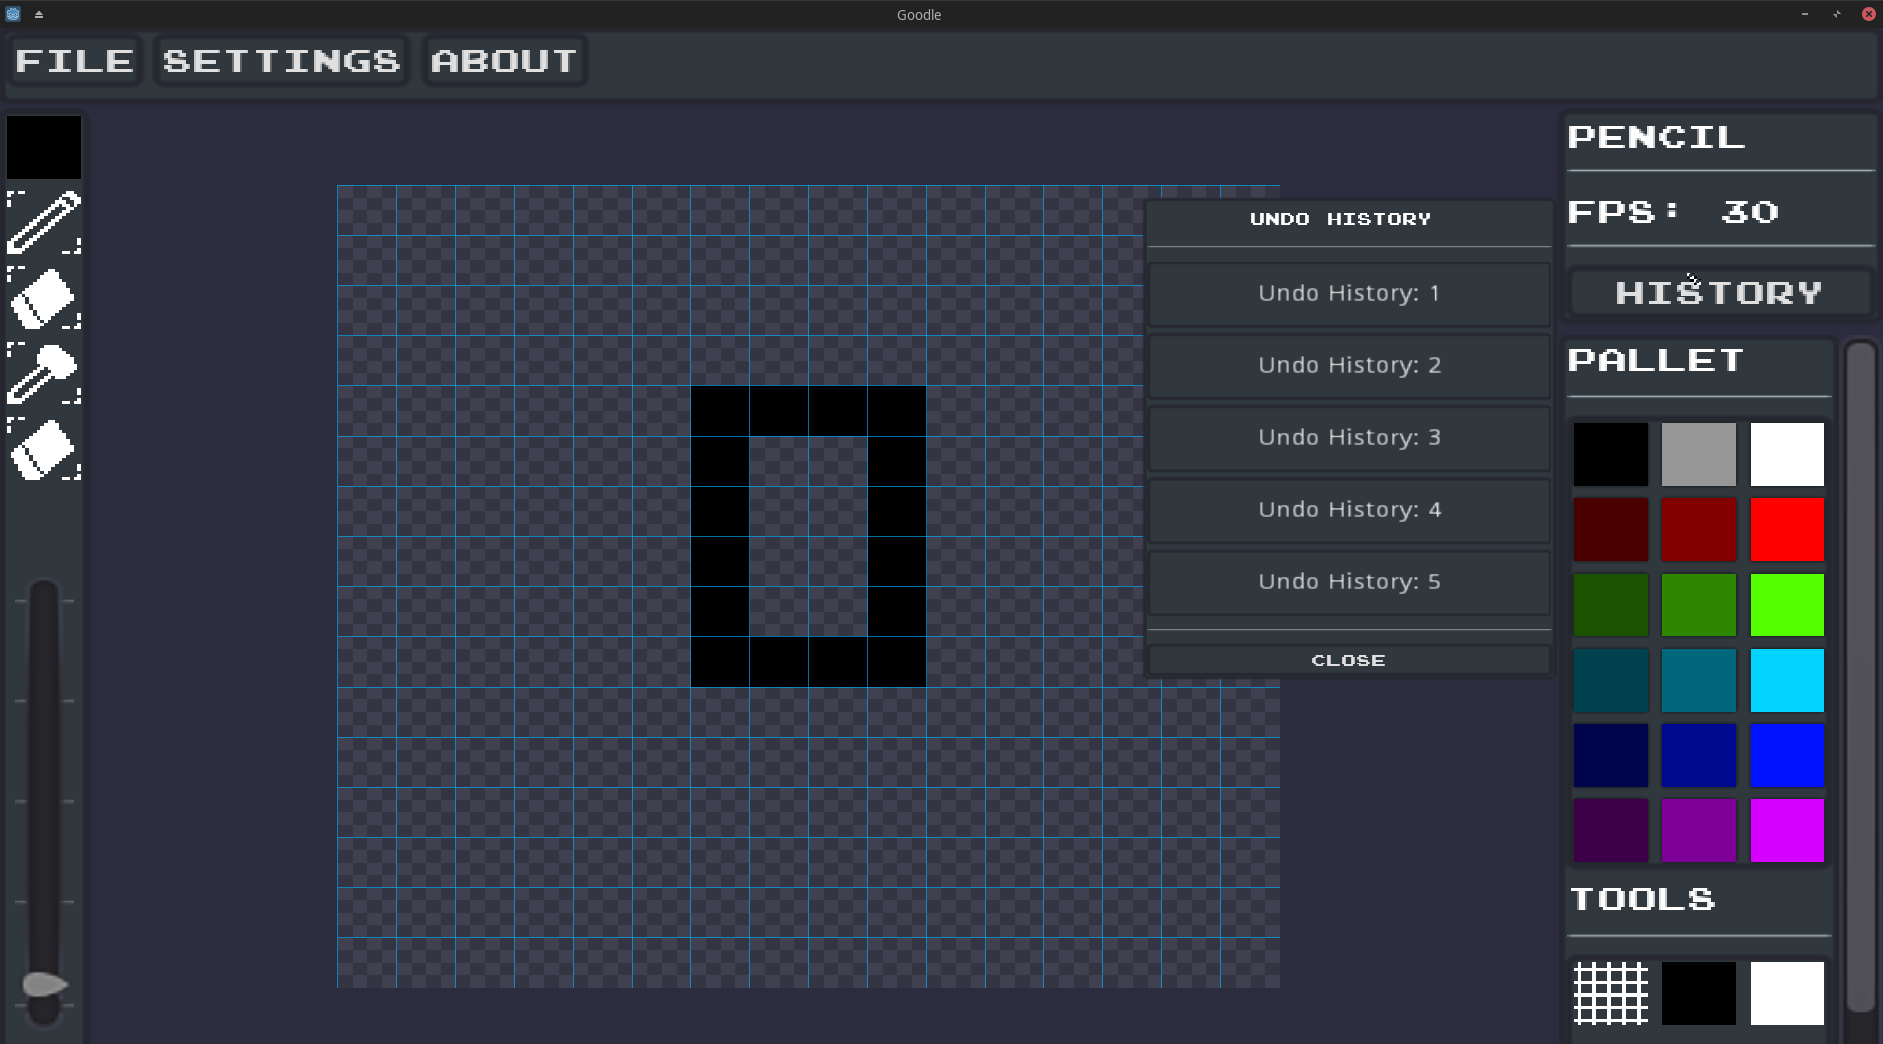 Goodle
FILE
SETTINGS
ABOUT
PENCIL
FPS: 30
HISTORY
UNDO HISTORY
Undo History: 1
Undo History: 2
Undo History: 3
Undo History: 4
Undo History: 5
CLOSE
PALLET
TOOLS